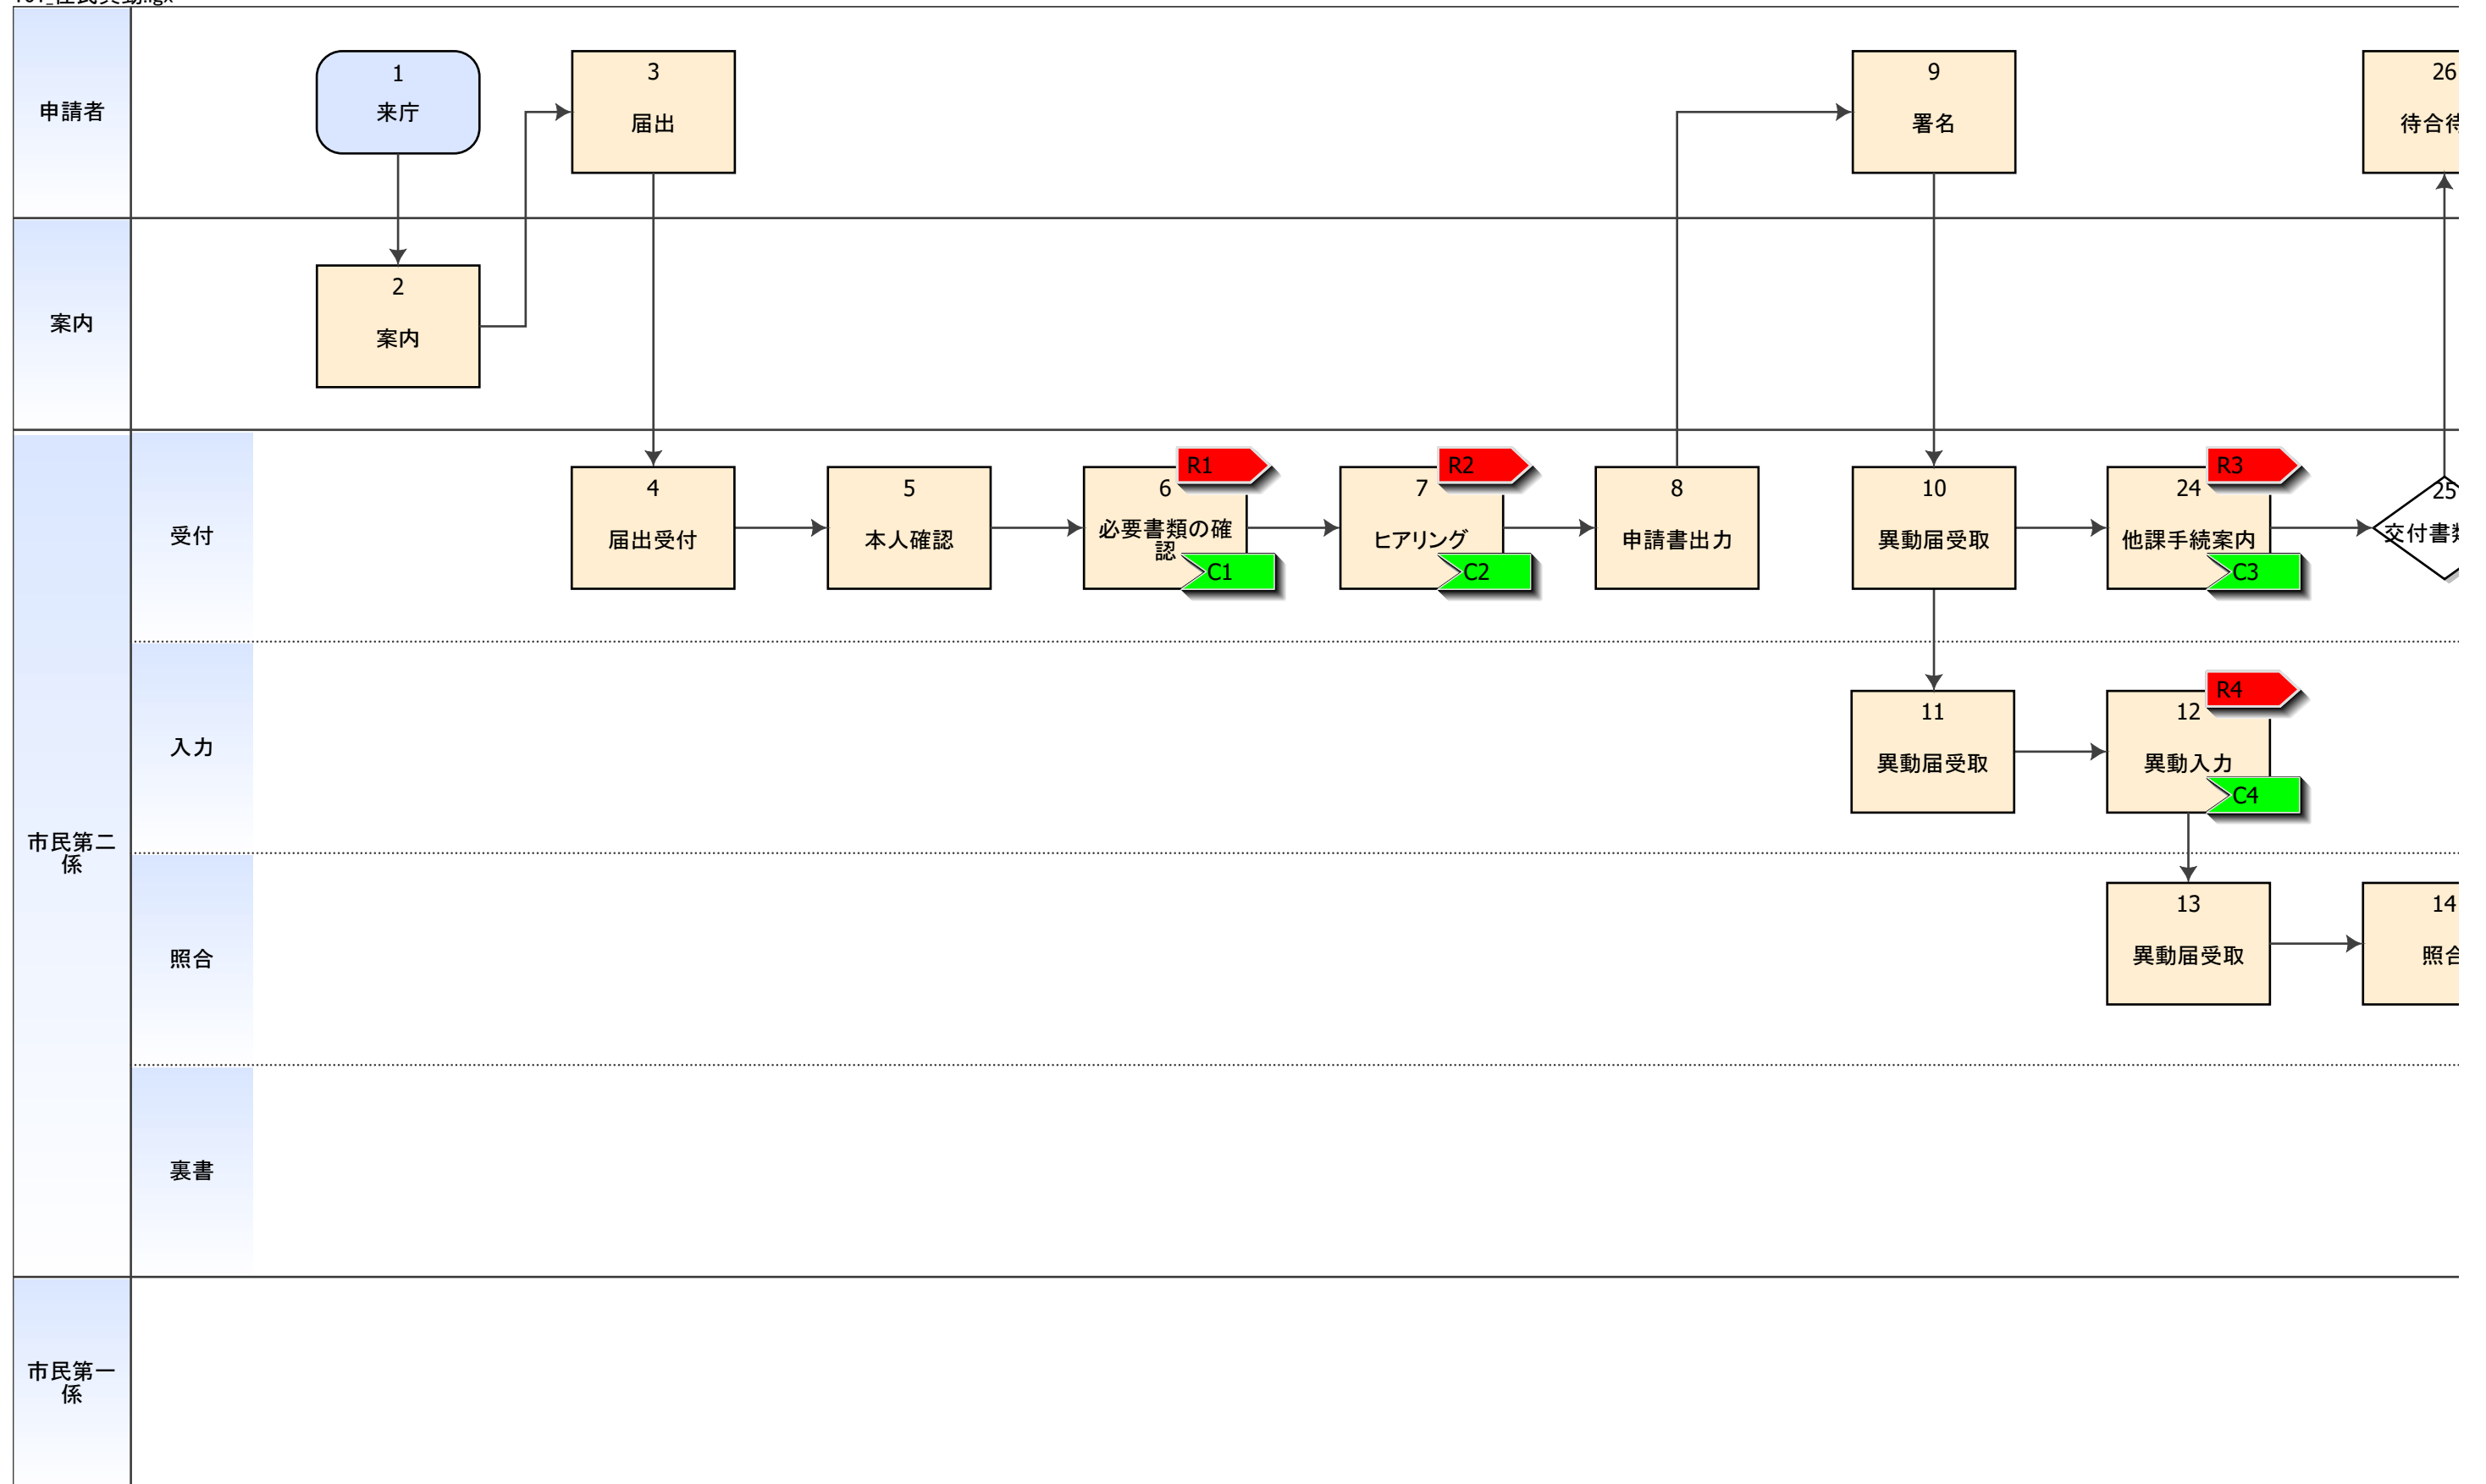 申請者
1
来庁
3
届出
9
署名
26
案内
2
案内
市民第二
係
受付
4
届出受付
5
本人確認
6
必要書類の確
認
R1
C1
7
ヒアリング
R2
C2
8
申請書出力
10
異動届受取
24
他課手続案内
R3
C3
25
交付書
入力
11
異動届受取
12
異動入力
R4
C4
照合
13
異動届受取
14
照合
裏書
市民第一
係